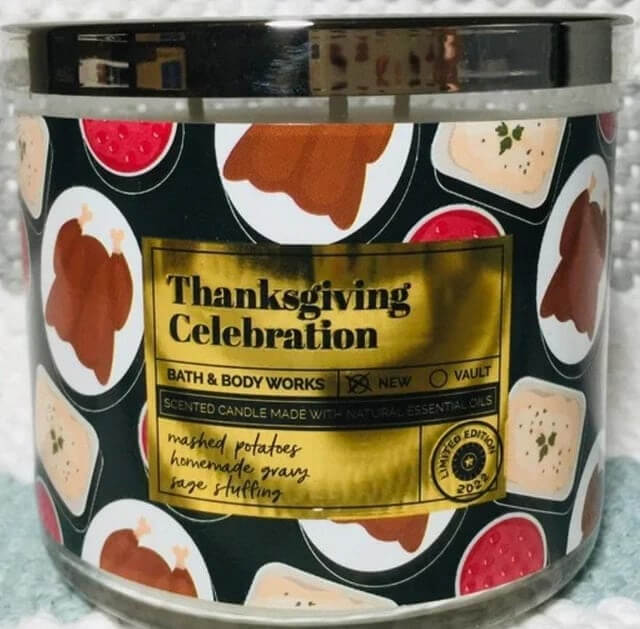 Thanksgiving
Celebration
BATH & BODY WORKS NEW VAULT
SCENTED CANDLE MADE WITH NATURAL ESSENTIAL OILS
mashed potatoes
homemade gravy
sage stuffing
LIMITED EDITION
2022